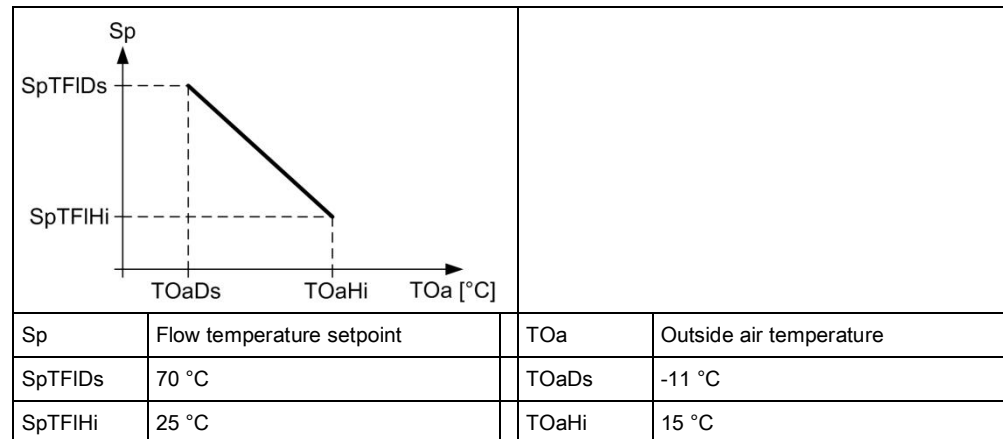 Sp
SpTFlDs
SpTFlHi
TOaDs TOaHi TOa [°C]
Sp Flow temperature setpoint TOa Outside air temperature
SpTFlDs 70 °C TOaDs -11 °C
SpTFlHi 25 °C TOaHi 15 °C